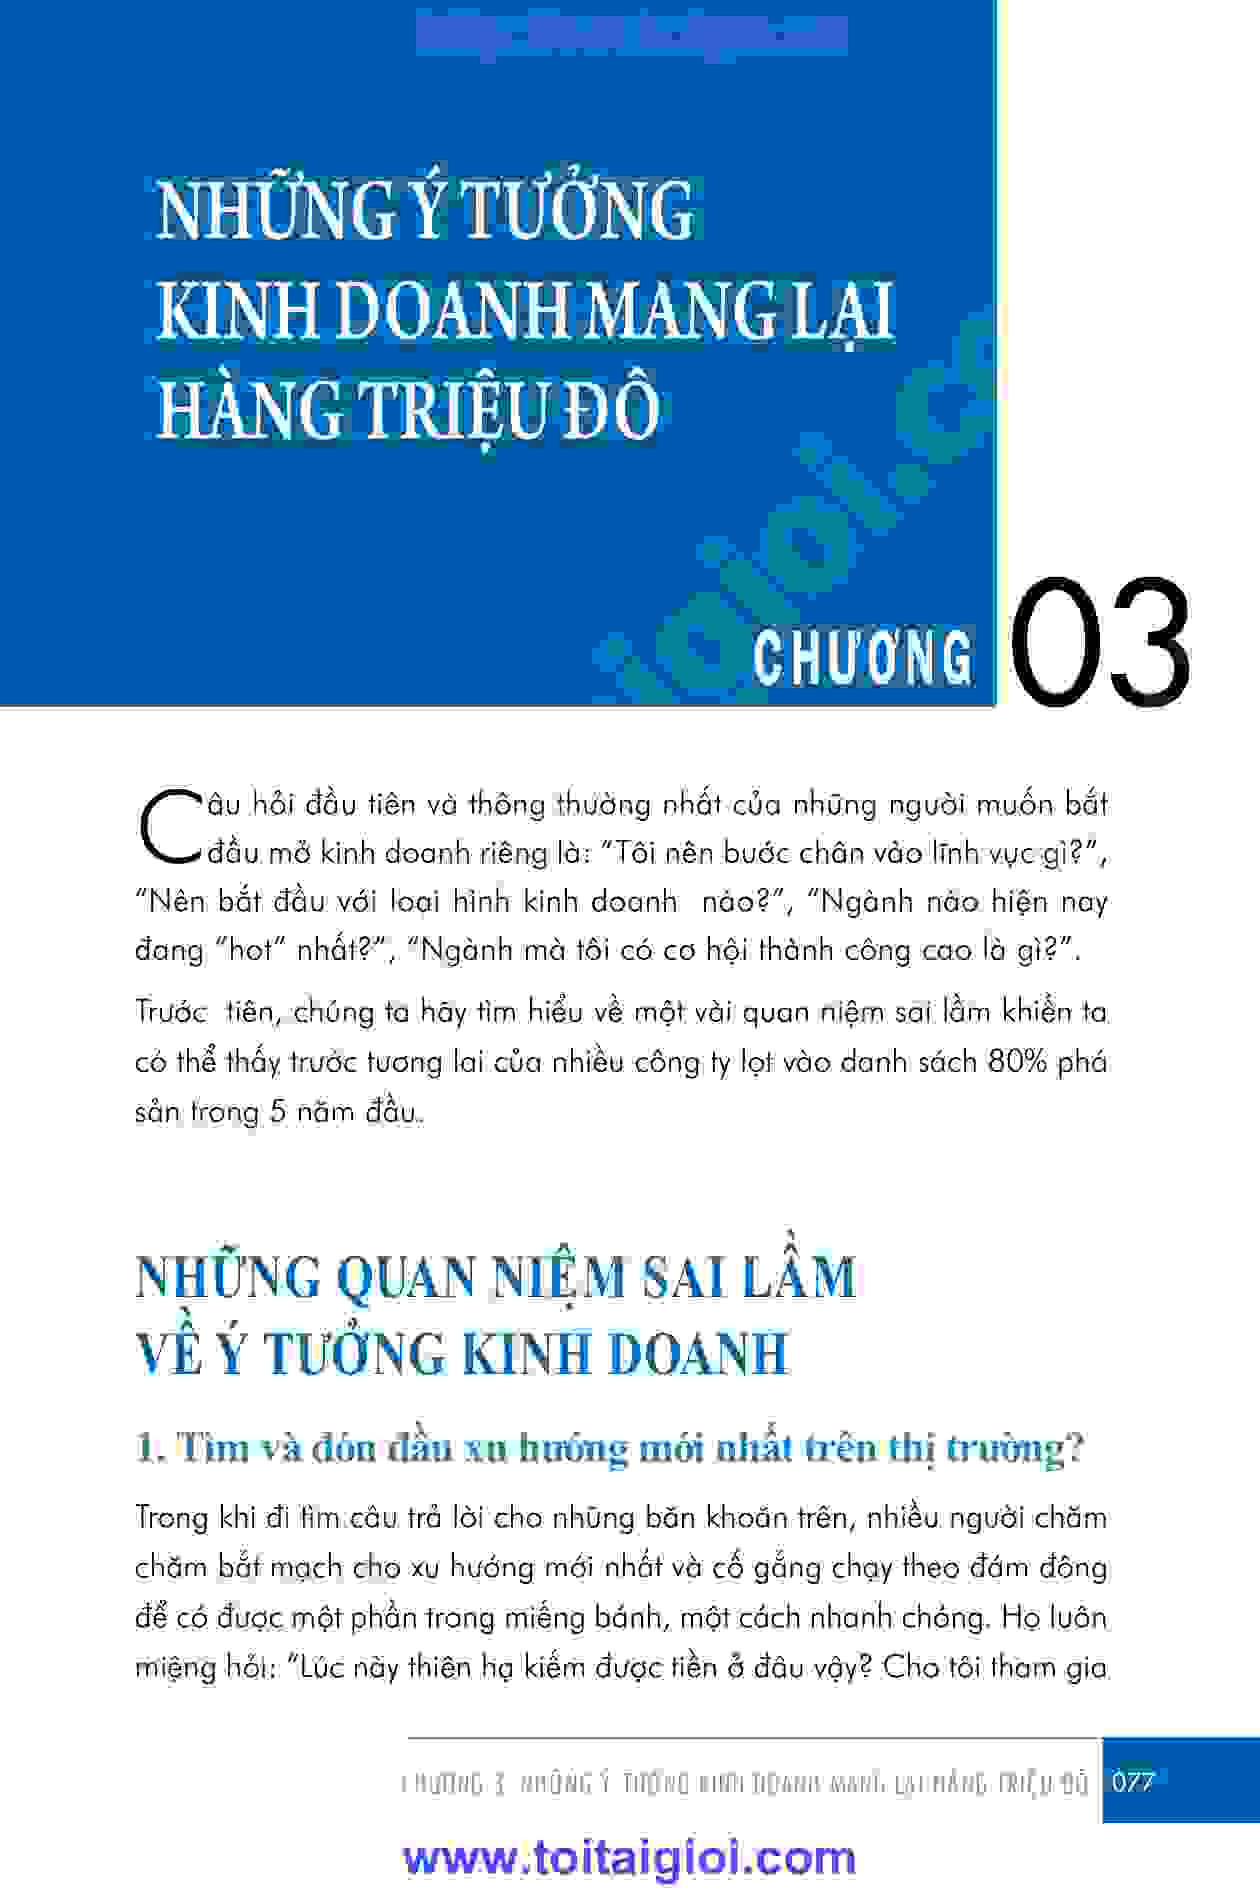 NHỮNG Ý TƯỞNG
KINH DOANH MANG LẠI
HÀNG TRIỆU ĐÔ
CHƯƠNG 03
Câu hỏi đầu tiên và thông thường nhất của những người muốn bắt
đầu mở kinh doanh riêng là: “Tôi nên bước chân vào lĩnh vực gì?”,
“Nên bắt đầu với loại hình kinh doanh nào?”, “Ngành nào hiện nay
đang “hot” nhất?”, “Ngành mà tôi có cơ hội thành công cao là gì?”.
Trước tiên, chúng ta hãy tìm hiểu về một vài quan niệm sai lầm khiến ta
có thể thấy trước tương lai của nhiều công ty lọt vào danh sách 80% phá
sản trong 5 năm đầu.
NHỮNG QUAN NIỆM SAI LẦM
VỀ Ý TƯỞNG KINH DOANH
1. Tìm và đón đầu xu hướng mới nhất trên thị trường?
Trong khi đi tìm câu trả lời cho những băn khoăn trên, nhiều người chăm
chăm bắt mạch cho xu hướng mới nhất và cố gắng chạy theo đám đông
để có được một phần trong miếng bánh, một cách nhanh chóng. Họ luôn
miệng hỏi: “Lúc này thiên hạ kiếm được tiền ở đâu vậy? Cho tôi tham gia
CHƯƠNG 3. NHỮNG Ý TƯỞNG KINH DOANH MANG LẠI HÀNG TRIỆU ĐÔ 077
www.toitaigioi.com